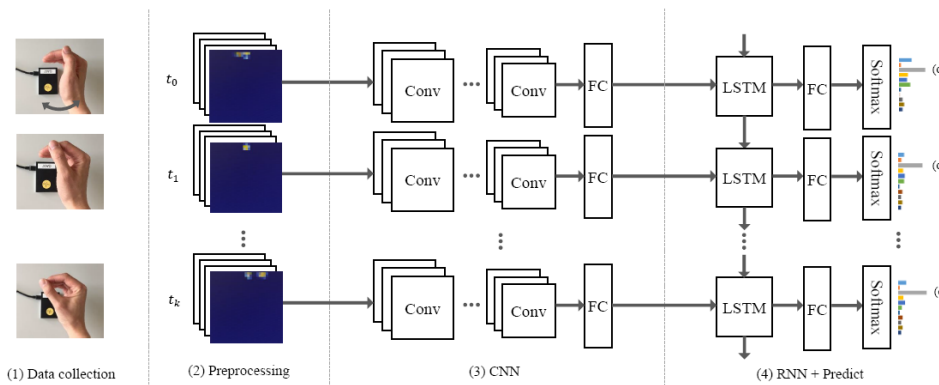 t0
Conv
Conv
FC
LSTM
FC
Softmax
(c
t1
Conv
Conv
FC
LSTM
FC
Softmax
(c
tk
Conv
Conv
FC
LSTM
FC
Softmax
(c
(1) Data collection
(2) Preprocessing
(3) CNN
(4) RNN + Predict